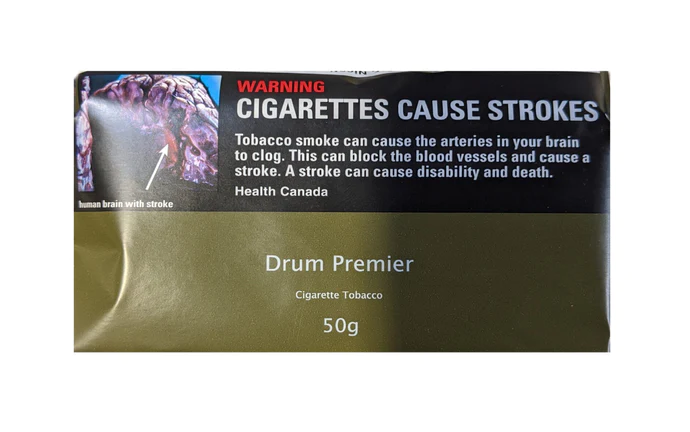 WARNING
CIGARETTES CAUSE STROKES
Tobacco smoke can cause the arteries in your brain
to clog. This can block the blood vessels and cause a
stroke. A stroke can cause disability and death.
Health Canada
human brain with stroke
Drum Premier
Cigarette Tobacco
50g